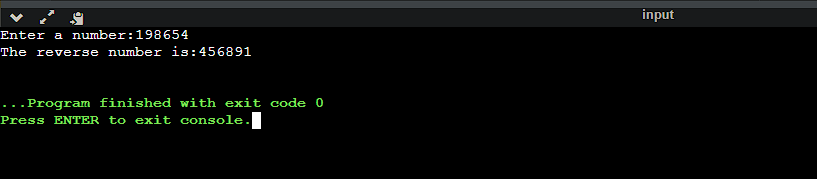 input
Enter a number:198654
The reverse number is:456891
...Program finished with exit code 0
Press ENTER to exit console.